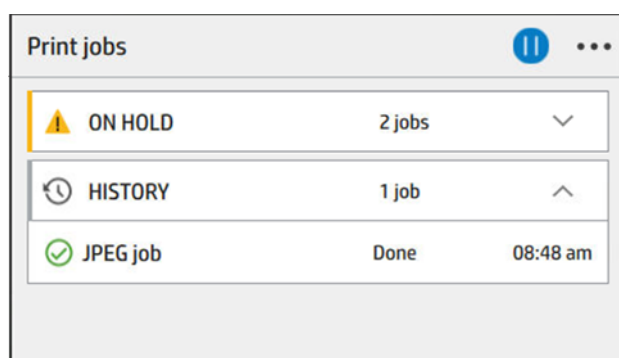 Print jobs
ON HOLD 2 jobs
HISTORY 1 job
JPEG job Done 08:48 am